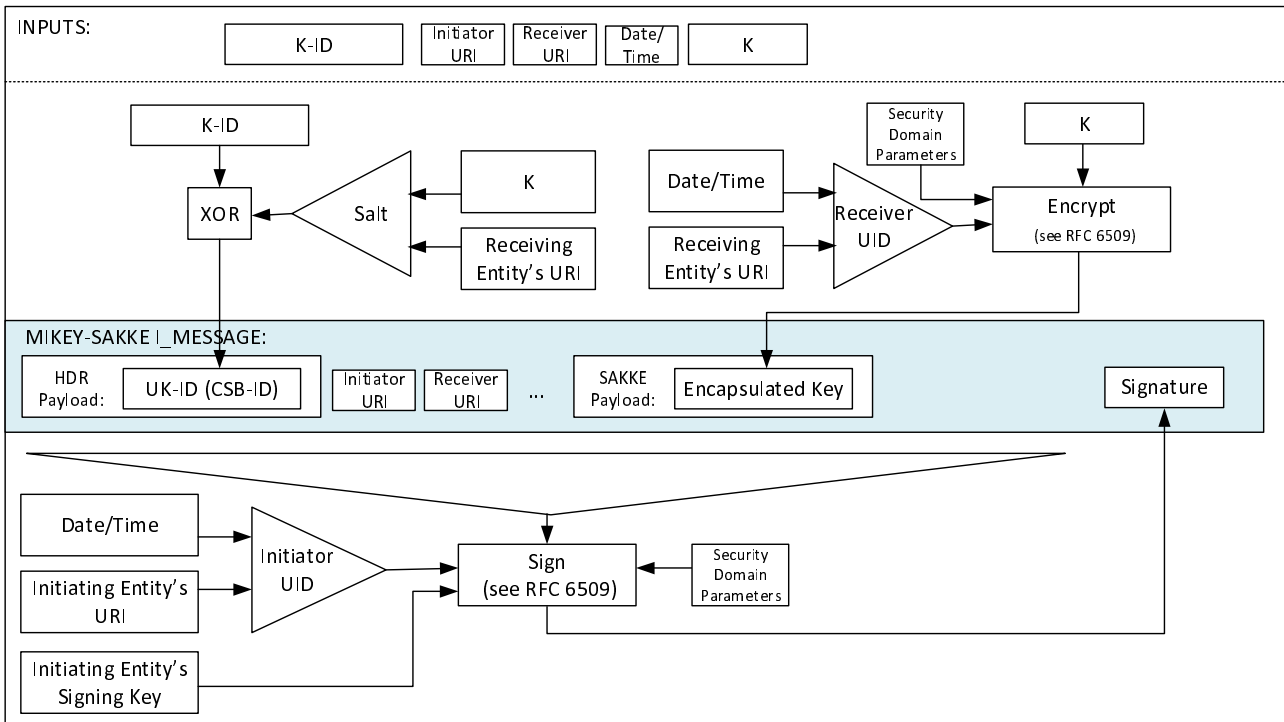 INPUTS:
K-ID
Initiator
URI
Receiver
URI
Date/
Time
K
K-ID
XOR
Salt
K
Receiving
Entity's URI
Date/Time
Receiving
Entity's URI
Receiver
UID
Security
Domain
Parameters
K
Encrypt
(see RFC 6509)
MIKEY-SAKKE I_MESSAGE:
HDR
Payload:
UK-ID (CSB-ID)
Initiator
URI
Receiver
URI
...
SAKKE
Payload:
Encapsulated Key
Signature
Date/Time
Initiating Entity's
URI
Initiator
UID
Sign
(see RFC 6509)
Security
Domain
Parameters
Initiating Entity's
Signing Key